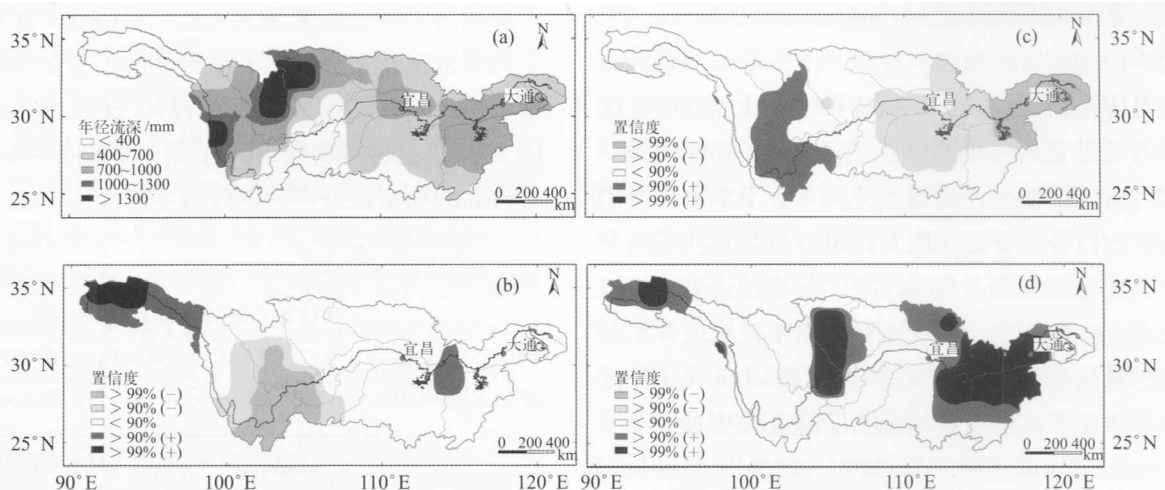 35°N
30°N
25°N
(a)
N
宜昌
大通
年径流深/mm
< 400
400~700
700~1000
1000~1300
> 1300
0 200 400
km
35°N
30°N
25°N
(c)
N
宜昌
大通
置信度
> 99% (−)
> 90% (−)
< 90%
> 90% (+)
> 99% (+)
0 200 400
km
35°N
30°N
25°N
(b)
N
宜昌
大通
置信度
> 99% (−)
> 90% (−)
< 90%
> 90% (+)
> 99% (+)
0 200 400
km
90°E
100°E
110°E
120°E
35°N
30°N
25°N
(d)
N
宜昌
大通
置信度
> 99% (−)
> 90% (−)
< 90%
> 90% (+)
> 99% (+)
0 200 400
km
90°E
100°E
110°E
120°E